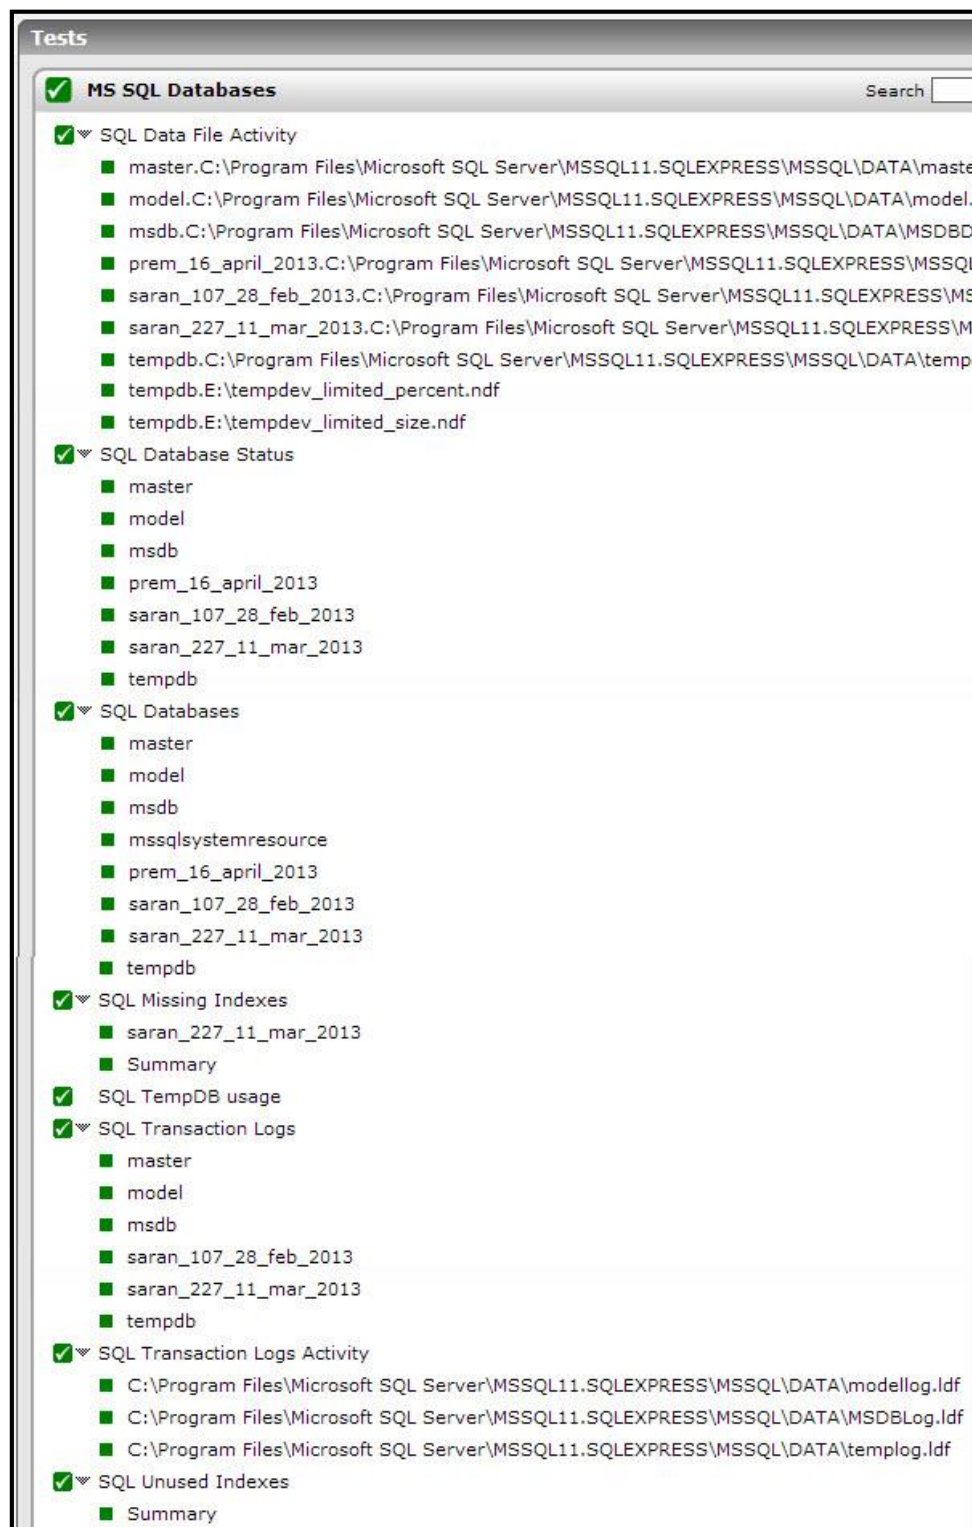 Tests
MS SQL Databases Search
SQL Data File Activity
master.C:\Program Files\Microsoft SQL Server\MSSQL11.SQLEXPRESS\MSSQL\DATA\maste
model.C:\Program Files\Microsoft SQL Server\MSSQL11.SQLEXPRESS\MSSQL\DATA\model.
msdb.C:\Program Files\Microsoft SQL Server\MSSQL11.SQLEXPRESS\MSSQL\DATA\MSDBD
prem_16_april_2013.C:\Program Files\Microsoft SQL Server\MSSQL11.SQLEXPRESS\MSSQL
saran_107_28_feb_2013.C:\Program Files\Microsoft SQL Server\MSSQL11.SQLEXPRESS\MS
saran_227_11_mar_2013.C:\Program Files\Microsoft SQL Server\MSSQL11.SQLEXPRESS\M
tempdb.C:\Program Files\Microsoft SQL Server\MSSQL11.SQLEXPRESS\MSSQL\DATA\temp
tempdb.E:\tempdev_limited_percent.ndf
tempdb.E:\tempdev_limited_size.ndf
SQL Database Status
master
model
msdb
prem_16_april_2013
saran_107_28_feb_2013
saran_227_11_mar_2013
tempdb
SQL Databases
master
model
msdb
mssqlsystemresource
prem_16_april_2013
saran_107_28_feb_2013
saran_227_11_mar_2013
tempdb
SQL Missing Indexes
saran_227_11_mar_2013
Summary
SQL TempDB usage
SQL Transaction Logs
master
model
msdb
saran_107_28_feb_2013
saran_227_11_mar_2013
tempdb
SQL Transaction Logs Activity
C:\Program Files\Microsoft SQL Server\MSSQL11.SQLEXPRESS\MSSQL\DATA\modellog.ldf
C:\Program Files\Microsoft SQL Server\MSSQL11.SQLEXPRESS\MSSQL\DATA\MSDBLog.ldf
C:\Program Files\Microsoft SQL Server\MSSQL11.SQLEXPRESS\MSSQL\DATA\templog.ldf
SQL Unused Indexes
Summary